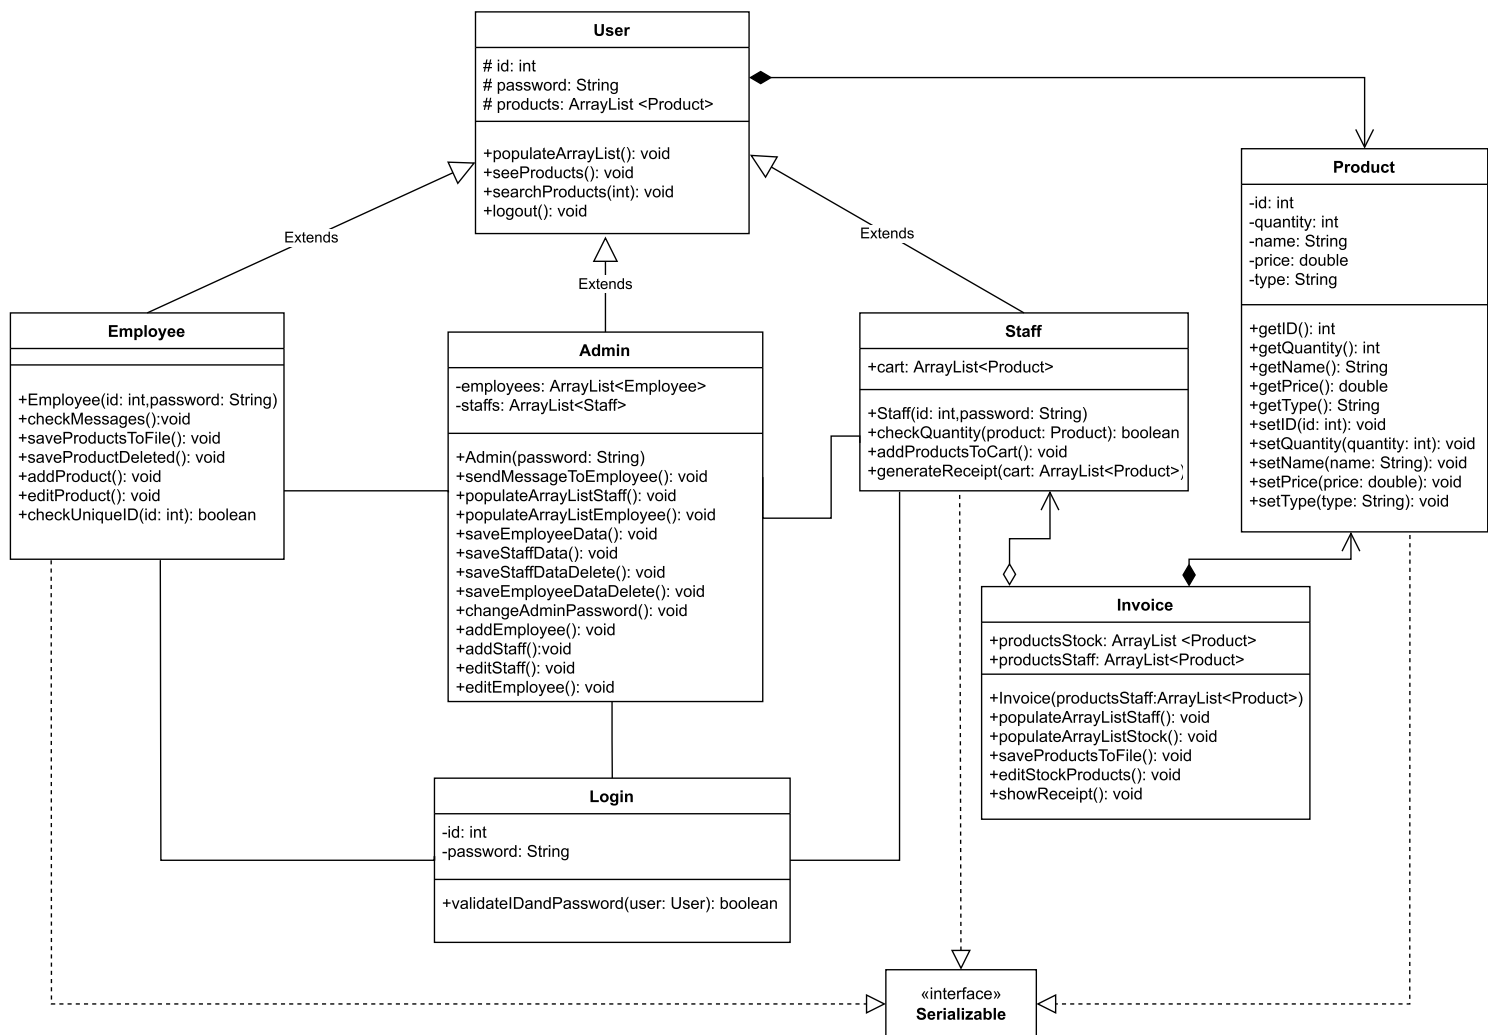 User
# id: int
# password: String
# products: ArrayList <Product>
+populateArrayList(): void
+seeProducts(): void
+searchProducts(int): void
+logout(): void
Extends
Extends
Extends
Product
-id: int
-quantity: int
-name: String
-price: double
-type: String
+getID(): int
+getQuantity(): int
+getName(): String
+getPrice(): double
+getType(): String
+setID(id: int): void
+setQuantity(quantity: int): void
+setName(name: String): void
+setPrice(price: double): void
+setType(type: String): void
Employee
+Employee(id: int,password: String)
+checkMessages():void
+saveProductsToFile(): void
+saveProductDeleted(): void
+addProduct(): void
+editProduct(): void
+checkUniqueID(id: int): boolean
Admin
-employees: ArrayList<Employee>
-staffs: ArrayList<Staff>
+Admin(password: String)
+sendMessageToEmployee(): void
+populateArrayListStaff(): void
+populateArrayListEmployee(): void
+saveEmployeeData(): void
+saveStaffData(): void
+saveStaffDataDelete(): void
+saveEmployeeDataDelete(): void
+changeAdminPassword(): void
+addEmployee(): void
+addStaff():void
+editStaff(): void
+editEmployee(): void
Staff
+cart: ArrayList<Product>
+Staff(id: int,password: String)
+checkQuantity(product: Product): boolean
+addProductsToCart(): void
+generateReceipt(cart: ArrayList<Product>)
Invoice
+productsStock: ArrayList <Product>
+productsStaff: ArrayList<Product>
+Invoice(productsStaff:ArrayList<Product>)
+populateArrayListStaff(): void
+populateArrayListStock(): void
+saveProductsToFile(): void
+editStockProducts(): void
+showReceipt(): void
Login
-id: int
-password: String
+validateIDandPassword(user: User): boolean
«interface»
Serializable